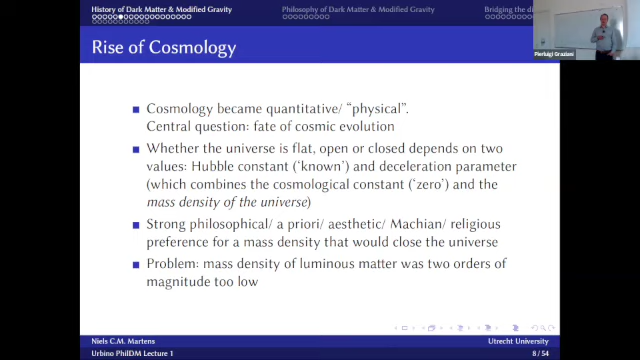 History of Dark Matter & Modified Gravity
Philosophy of Dark Matter & Modified Gravity
Bridging the di
Rise of Cosmology
Pierluigi Graziani
Cosmology became quantitative/ “physical”.
Central question: fate of cosmic evolution
Whether the universe is flat, open or closed depends on two
values: Hubble constant (‘known’) and deceleration parameter
(which combines the cosmological constant (‘zero’) and the
mass density of the universe)
Strong philosophical/ a priori/ aesthetic/ Machian/ religious
preference for a mass density that would close the universe
Problem: mass density of luminous matter was two orders of
magnitude too low
Niels C.M. Martens
Utrecht University
Urbino PhilDM Lecture 1
8/54